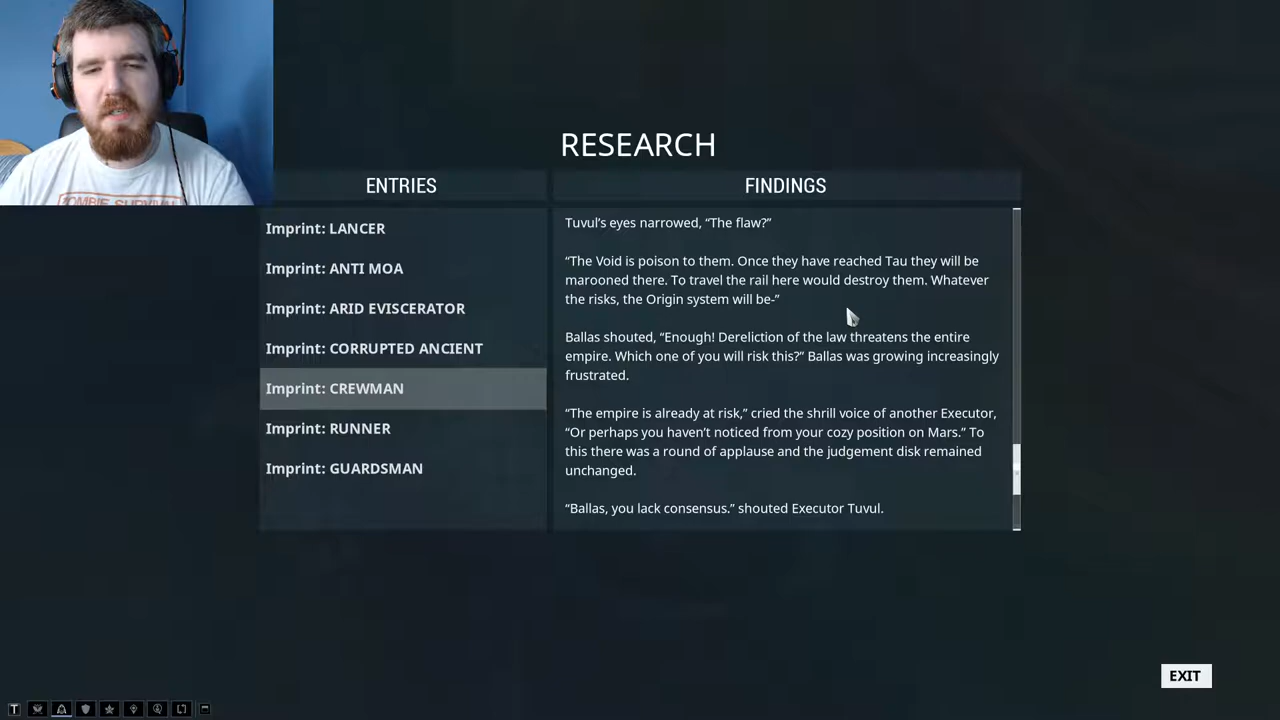 RESEARCH
ENTRIES
FINDINGS
Imprint: LANCER
Imprint: ANTI MOA
Imprint: ARID EVISCERATOR
Imprint: CORRUPTED ANCIENT
Imprint: CREWMAN
Imprint: RUNNER
Imprint: GUARDSMAN
Tuvul’s eyes narrowed, “The flaw?”
“The Void is poison to them. Once they have reached Tau they will be
marooned there. To travel the rail here would destroy them. Whatever
the risks, the Origin system will be-”
Ballas shouted, “Enough! Dereliction of the law threatens the entire
empire. Which one of you will risk this?” Ballas was growing increasingly
frustrated.
“The empire is already at risk,” cried the shrill voice of another Executor,
“Or perhaps you haven’t noticed from your cozy position on Mars.” To
this there was a round of applause and the judgement disk remained
unchanged.
“Ballas, you lack consensus.” shouted Executor Tuvul.
EXIT
T